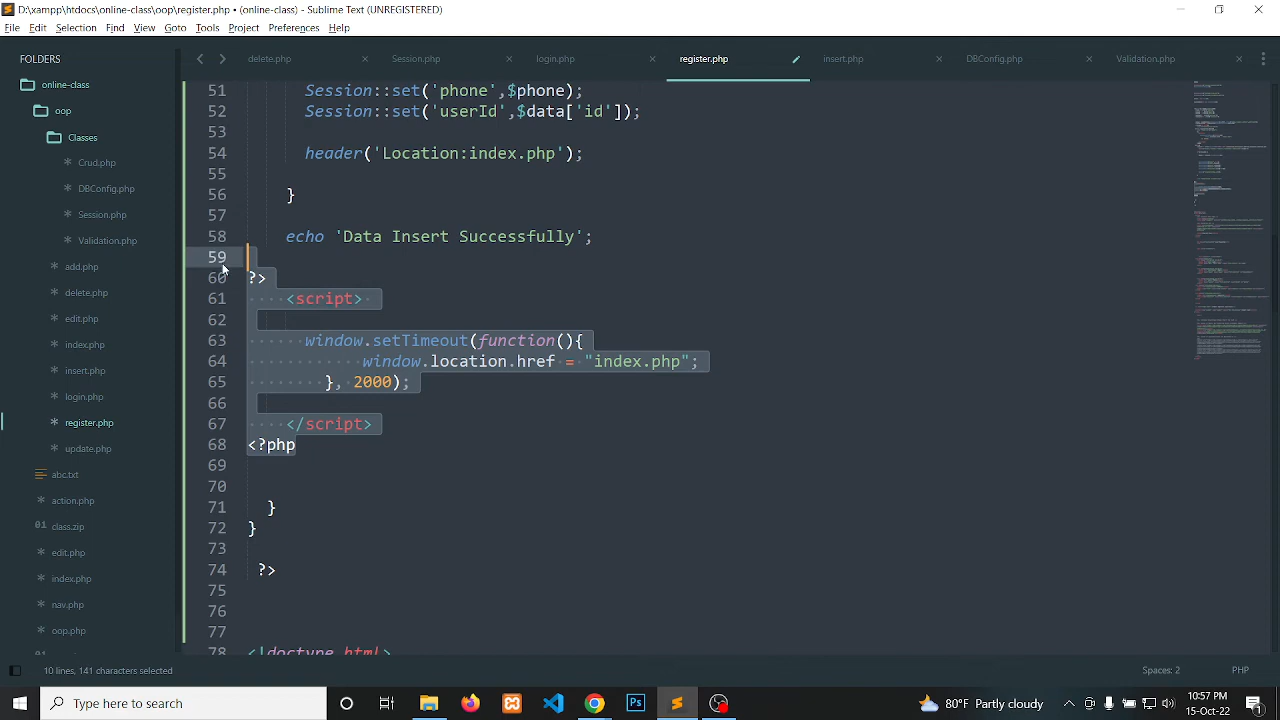 D:\xampp\htdocs\online-class\oop\register.php • (online-class) - Sublime Text (UNREGISTERED)
File Edit Selection Find View Goto Tools Project Preferences Help
FOLDERS
online-class
oop
Clases
Crud.php
DBConfig.php
Session.php
Validation.php
add.php
delete.php
edit.php
index.php
insert.php
login.php
register.php
update.php
abc.txt
action.php
class.zip
edit.php
index.php
nav.php
oop.php
delete.php Session.php login.php register.php insert.php DBConfig.php Validation.php
51 Session::set('phone',$phone);
52 Session::set('userId',$data['id']);
53
54 header('Location:index.php');
55
56 }
57
58 echo 'Data Insert Successfully';
59
60 ?>
61 <script>
62
63 window.setTimeout(function(){
64 window.location.href = "index.php";
65 }, 2000);
66
67 </script>
68 <?php
69
70
71 }
72 }
73
74 ?>
75
76
77
78 <!doctype html>
10 lines, 141 characters selected
Spaces: 2
PHP
Type here to search
Ps
80°F Partly cloudy
10:57 PM
15-Oct-22